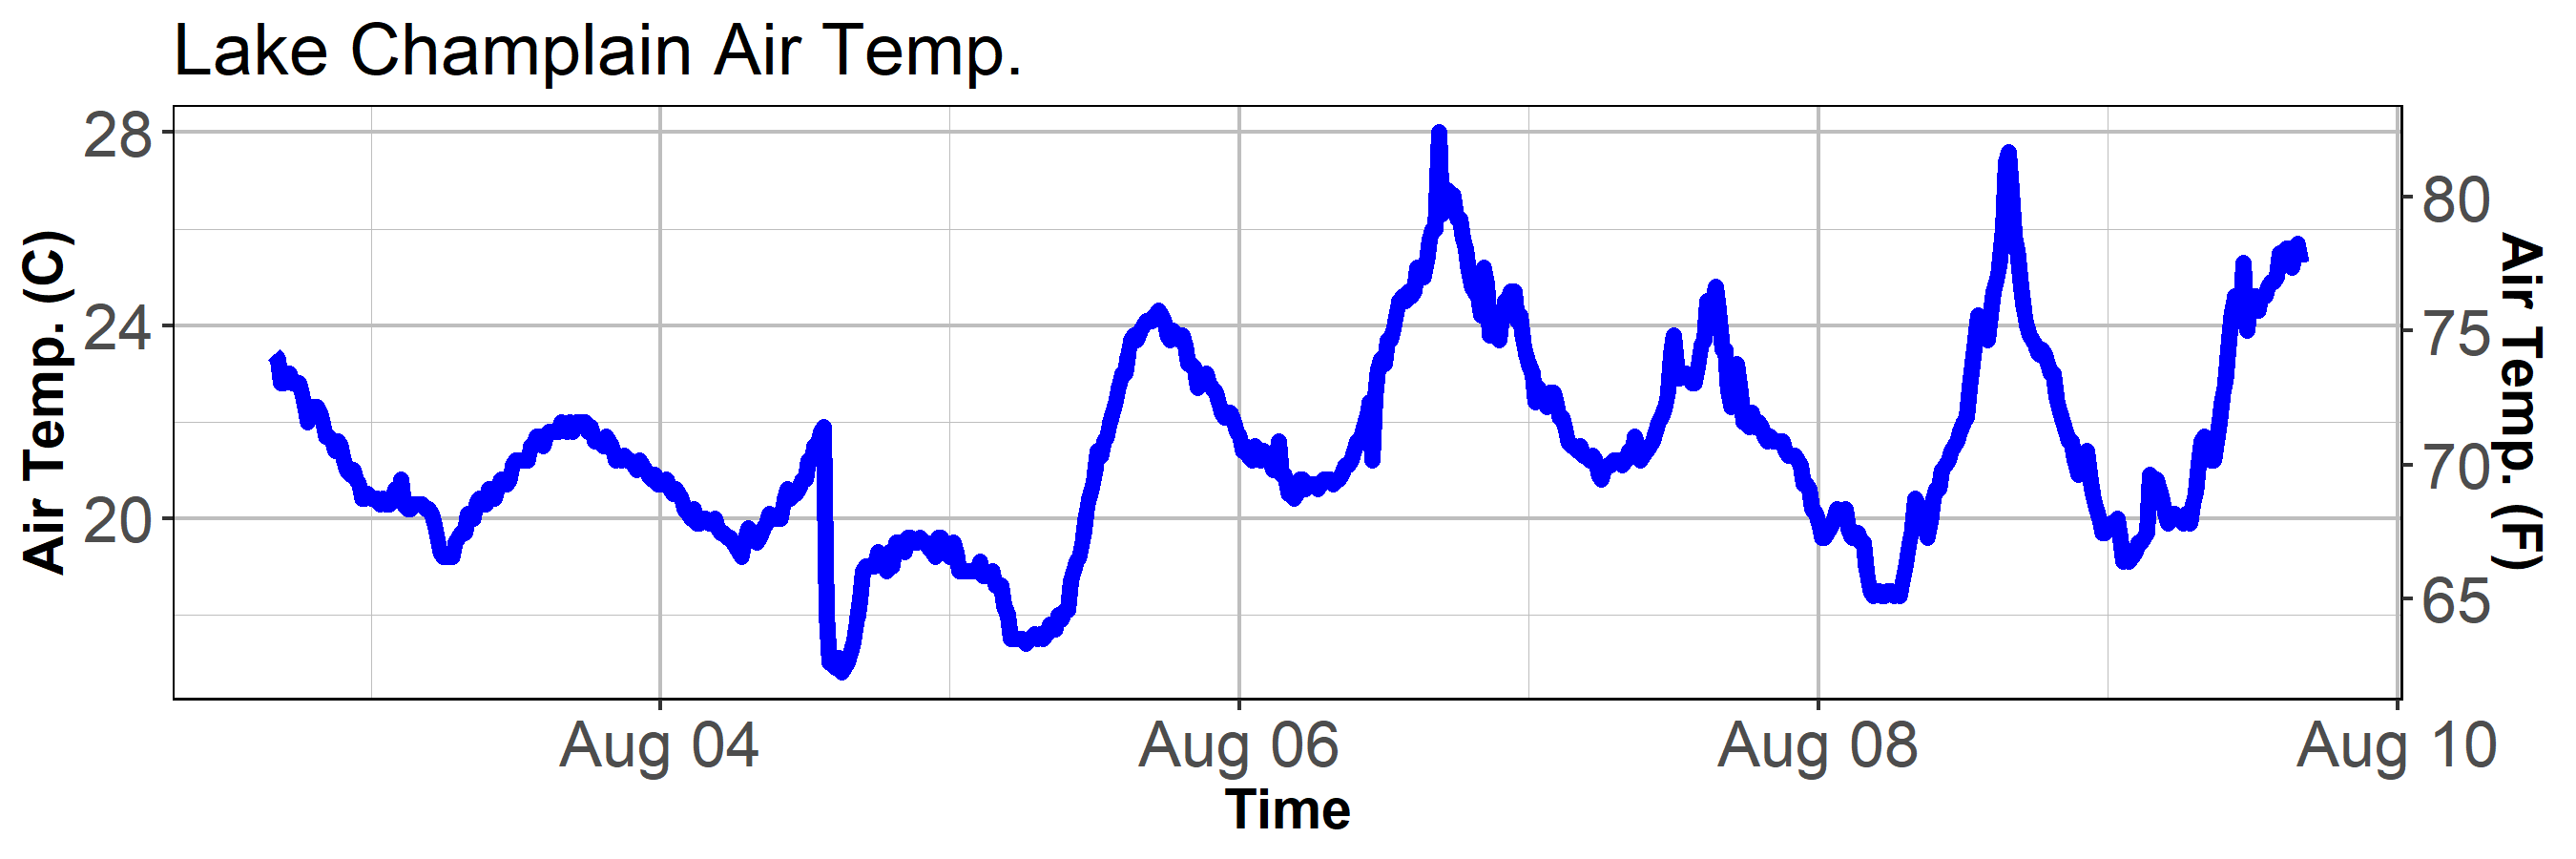 Lake Champlain Air Temp.
28
24
20
Air Temp. (C)
80
75
70
65
Air Temp. (F)
Aug 04
Aug 06
Aug 08
Aug 10
Time